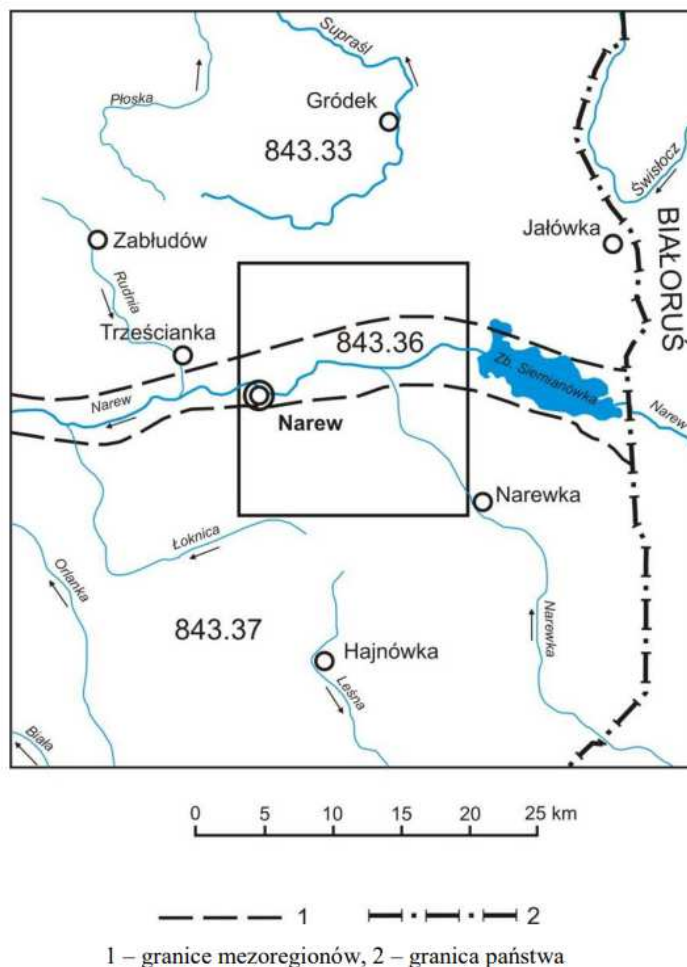 Supraśl
Płoska
Gródek
843.33
Świsłocz
Zabłudów
Jałówka
BIAŁORUŚ
Rudnia
Trześcianka
843.36
Zb. Siemianówka
Narew
Narew
Narew
Narewka
Łoknica
Orlanka
843.37
Narewka
Hajnówka
Leśna
Biała
0 5 10 15 20 25 km
1 2
1 – granice mezoregionów, 2 – granica państwa